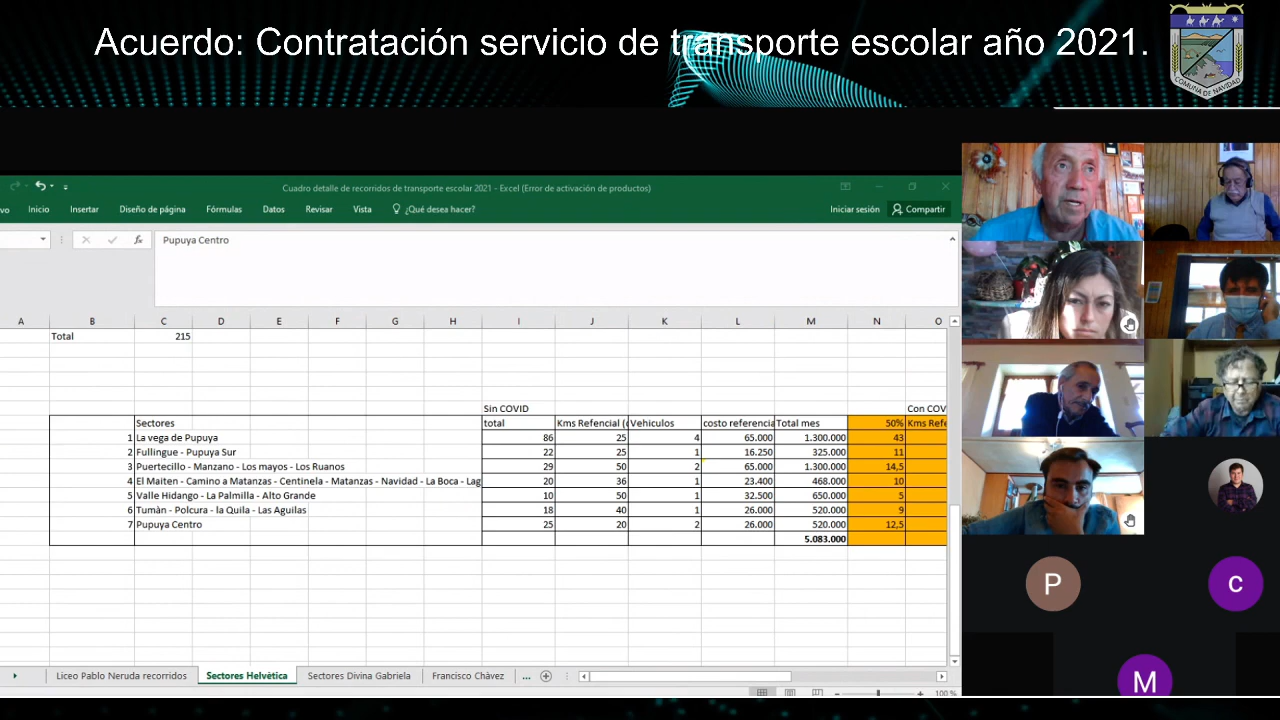 Acuerdo: Contratación servicio de transporte escolar año 2021.
COMUNA DE NAVIDAD
Cuadro detalle de recorridos de transporte escolar 2021 - Excel (Error de activación de productos)
vo Inicio Insertar Diseño de página Fórmulas Datos Revisar Vista ¿Qué desea hacer? Iniciar sesión Compartir
fx Pupuya Centro
A B C D E F G H I J K L M N O
Total 215
Sin COVID Con COV
Sectores total Kms Refencial ( Vehiculos costo referencia Total mes 50% Kms Refe
1 La vega de Pupuya 86 25 4 65.000 1.300.000 43
2 Fullingue - Pupuya Sur 22 25 1 16.250 325.000 11
3 Puertecillo - Manzano - Los mayos - Los Ruanos 29 50 2 65.000 1.300.000 14,5
4 El Maiten - Camino a Matanzas - Centinela - Matanzas - Navidad - La Boca - Lag 20 36 1 23.400 468.000 10
5 Valle Hidango - La Palmilla - Alto Grande 10 50 1 32.500 650.000 5
6 Tumàn - Polcura - la Quila - Las Aguilas 18 40 1 26.000 520.000 9
7 Pupuya Centro 25 20 2 26.000 520.000 12,5
5.083.000
P
C
M
Liceo Pablo Neruda recorridos Sectores Helvètica Sectores Divina Gabriela Francisco Chàvez ...
100 %